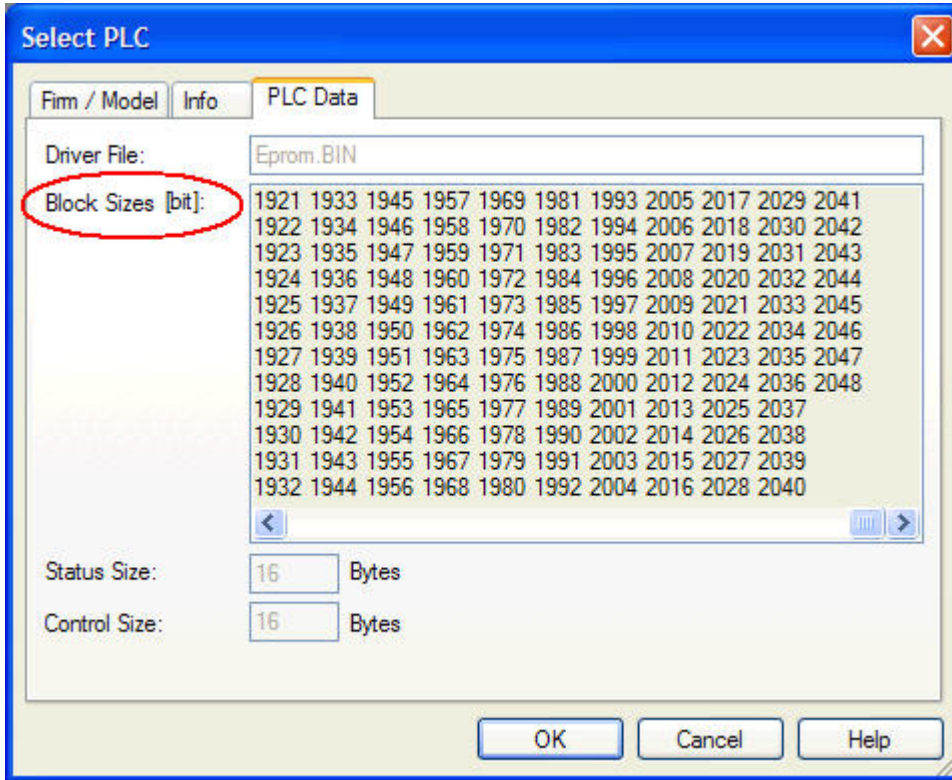 Select PLC
Firm / Model Info PLC Data
Driver File: Eprom.BIN
Block Sizes [bit]: 1921 1933 1945 1957 1969 1981 1993 2005 2017 2029 2041
1922 1934 1946 1958 1970 1982 1994 2006 2018 2030 2042
1923 1935 1947 1959 1971 1983 1995 2007 2019 2031 2043
1924 1936 1948 1960 1972 1984 1996 2008 2020 2032 2044
1925 1937 1949 1961 1973 1985 1997 2009 2021 2033 2045
1926 1938 1950 1962 1974 1986 1998 2010 2022 2034 2046
1927 1939 1951 1963 1975 1987 1999 2011 2023 2035 2047
1928 1940 1952 1964 1976 1988 2000 2012 2024 2036 2048
1929 1941 1953 1965 1977 1989 2001 2013 2025 2037
1930 1942 1954 1966 1978 1990 2002 2014 2026 2038
1931 1943 1955 1967 1979 1991 2003 2015 2027 2039
1932 1944 1956 1968 1980 1992 2004 2016 2028 2040
Status Size: 16 Bytes
Control Size: 16 Bytes
OK Cancel Help